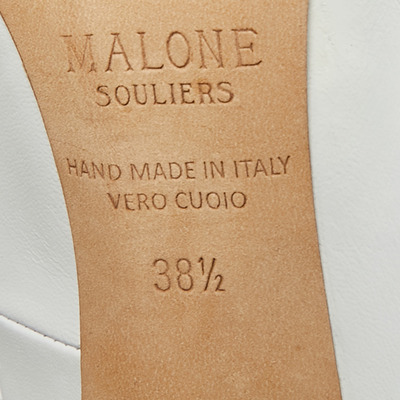 MALONE
SOULIERS
HAND MADE IN ITALY
VERO CUOIO
38½